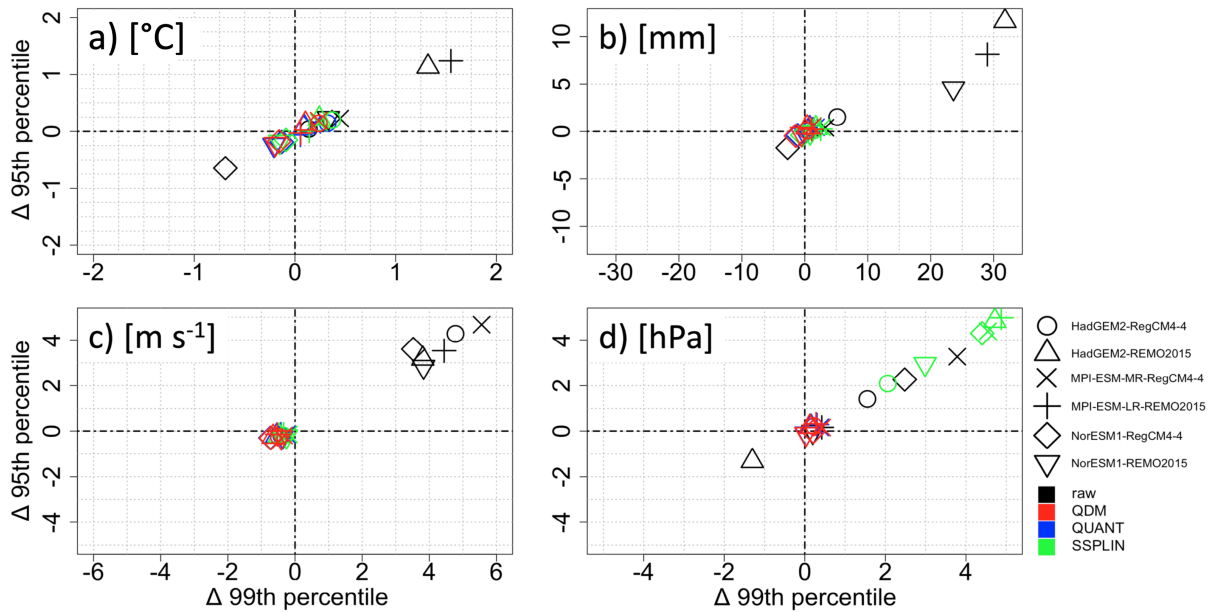 a) [°C]
b) [mm]
2
1
0
-1
-2
10
5
0
-5
-10
Δ 95th percentile
-2
-1
0
1
2
-30
-20
-10
0
10
20
30
c) [m s-1]
d) [hPa]
4
2
0
-2
-4
4
2
0
-2
-4
Δ 95th percentile
-6
-4
-2
0
2
4
6
-4
-2
0
2
4
Δ 99th percentile
Δ 99th percentile
HadGEM2-RegCM4-4
HadGEM2-REMO2015
MPI-ESM-MR-RegCM4-4
MPI-ESM-LR-REMO2015
NorESM1-RegCM4-4
NorESM1-REMO2015
raw
QDM
QUANT
SSPLIN